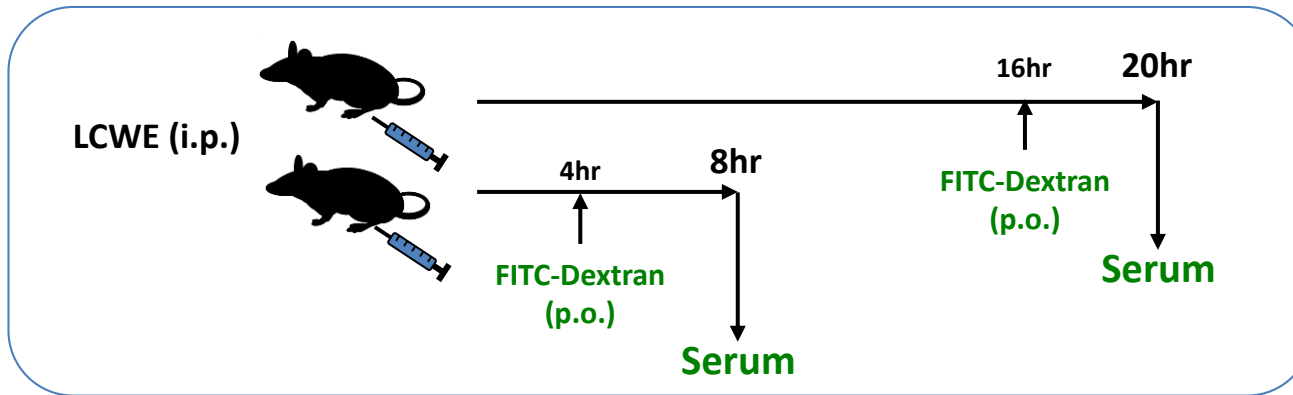 LCWE (i.p.)
16hr
20hr
FITC-Dextran
(p.o.)
Serum
4hr
8hr
FITC-Dextran
(p.o.)
Serum